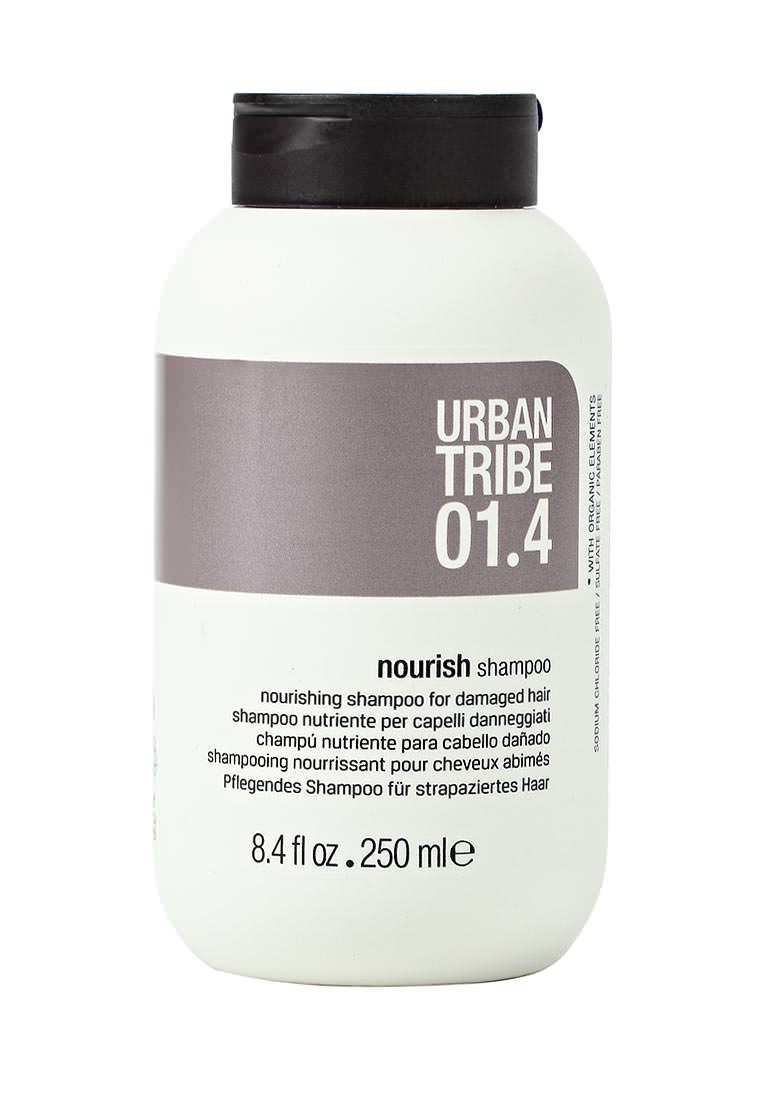 URBAN
TRIBE
01.4
nourish shampoo
nourishing shampoo for damaged hair
shampoo nutriente per capelli danneggiati
champú nutriente para cabello dañado
shampooing nourrissant pour cheveux abimés
Pflegendes Shampoo für strapaziertes Haar
8.4 fl oz . 250 ml e
• WITH ORGANIC ELEMENTS
SODIUM CHLORIDE FREE / SULFATE FREE / PARABEN FREE